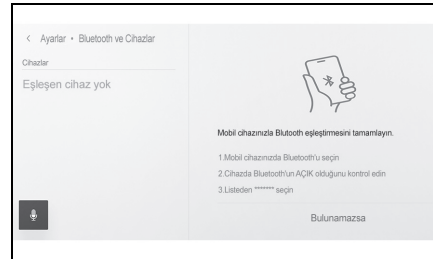 < Ayarlar • Bluetooth ve Cihazlar
Cihazlar
Eşleşen cihaz yok
Mobil cihazınızla Blutooth eşleştirmesini tamamlayın.
1.Mobil cihazınızda Bluetooth'u seçin
2.Cihazda Bluetooth'un AÇIK olduğunu kontrol edin
3.Listeden ******* seçin
Bulunamazsa